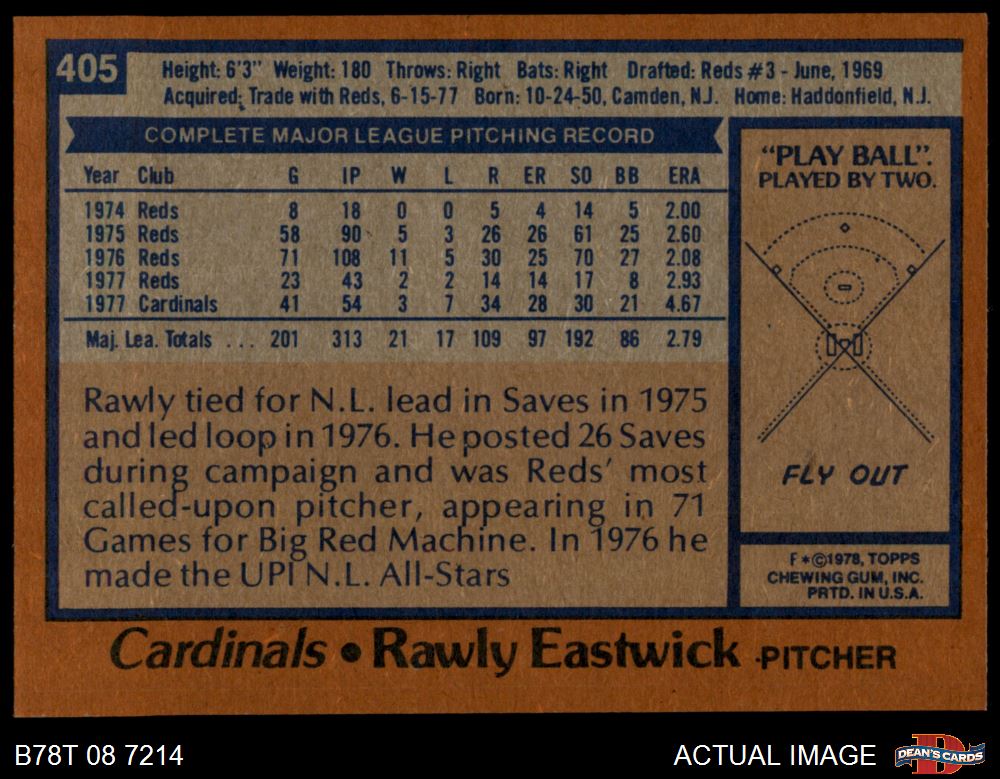 405
Height: 6'3" Weight: 180 Throws: Right Bats: Right Drafted: Reds #3 - June, 1969
Acquired: Trade with Reds, 6-15-77 Born: 10-24-50, Camden, N.J. Home: Haddonfield, N.J.
COMPLETE MAJOR LEAGUE PITCHING RECORD
Year Club G IP W L R ER SO BB ERA
1974 Reds 8 18 0 0 5 4 14 5 2.00
1975 Reds 58 90 5 3 26 26 61 25 2.60
1976 Reds 71 108 11 5 30 25 70 27 2.08
1977 Reds 23 43 2 2 14 14 17 8 2.93
1977 Cardinals 41 54 3 7 34 28 30 21 4.67
Maj. Lea. Totals ... 201 313 21 17 109 97 192 86 2.79
Rawly tied for N.L. lead in Saves in 1975
and led loop in 1976. He posted 26 Saves
during campaign and was Reds' most
called-upon pitcher, appearing in 71
Games for Big Red Machine. In 1976 he
made the UPI N.L. All-Stars
"PLAY BALL".
PLAYED BY TWO.
FLY OUT
F*©1978, TOPPS
CHEWING GUM, INC.
PRTD. IN U.S.A.
Cardinals • Rawly Eastwick PITCHER
B78T 08 7214
ACTUAL IMAGE
DEAN'S CARDS